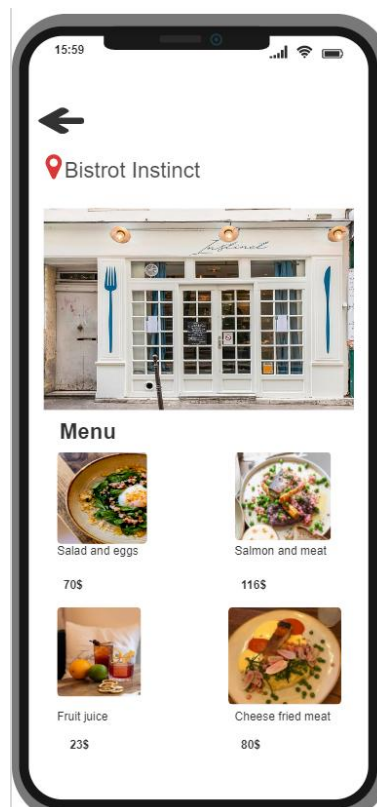 15:59
Bistrot Instinct
Instinct
Menu
Salad and eggs
Salmon and meat
70$
116$
Fruit juice
Cheese fried meat
23$
80$